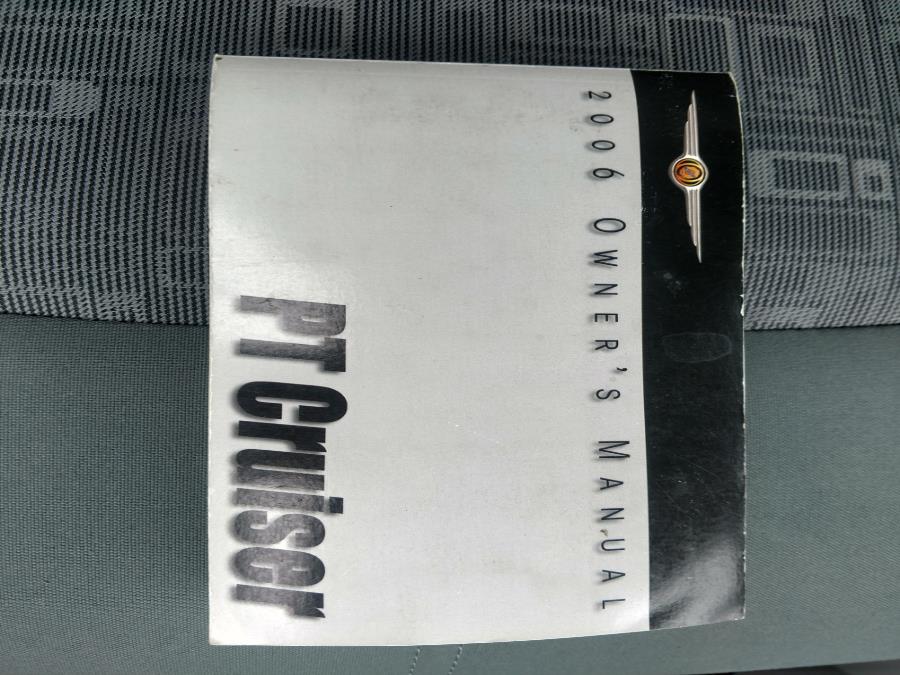 2006 OWNER'S MANUAL
PT Cruiser